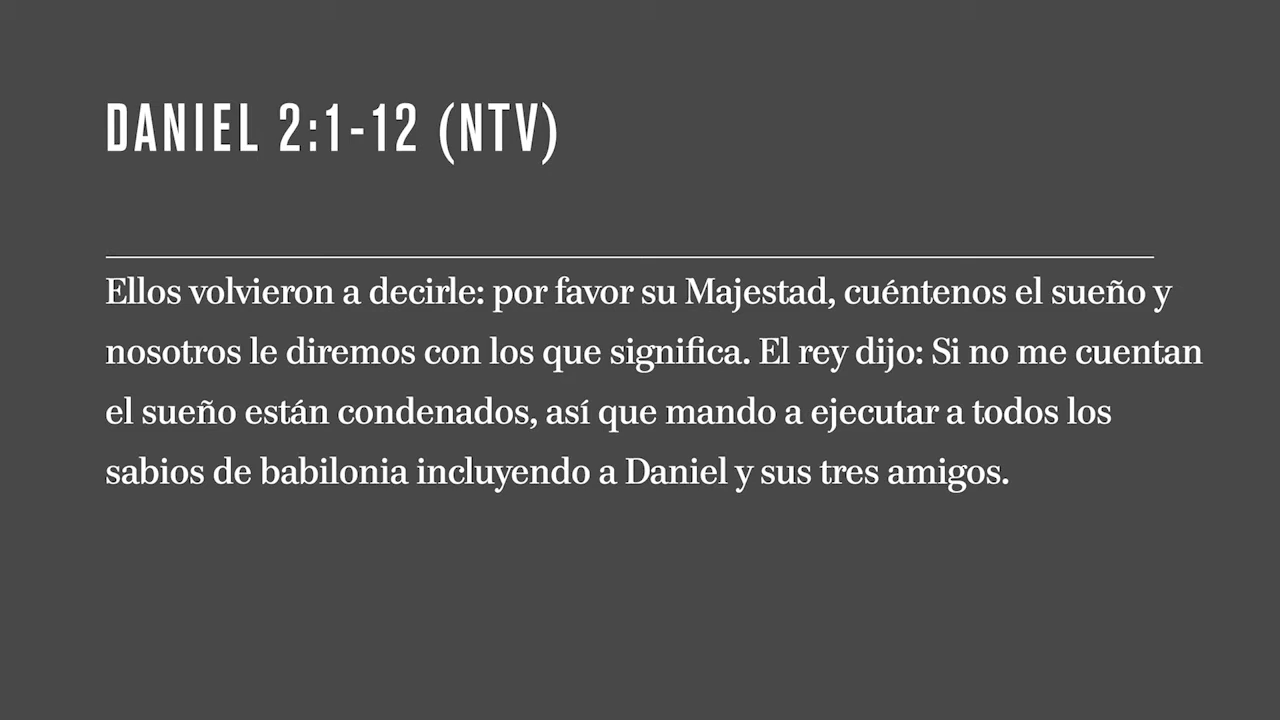 DANIEL 2:1-12 (NTV)
Ellos volvieron a decirle: por favor su Majestad, cuéntenos el sueño y
nosotros le diremos con los que significa. El rey dijo: Si no me cuentan
el sueño están condenados, así que mando a ejecutar a todos los
sabios de babilonia incluyendo a Daniel y sus tres amigos.